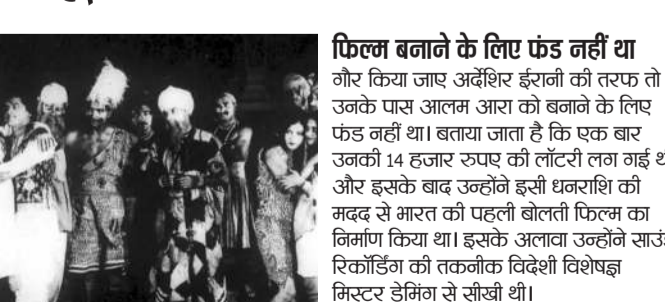 फिल्म बनाने के लिए फंड नहीं था
गौर किया जाए अर्देशिर ईरानी की तरफ तो
उनके पास आलम आरा को बनाने के लिए
फंड नहीं था। बताया जाता है कि एक बार
उनकी 14 हजार रुपए की लॉटरी लग गई
और इसके बाद उन्होंने इसी धनराशि की
मदद से भारत की पहली बोलती फिल्म का
निर्माण किया था। इसके अलावा उन्होंने
रिकॉर्डिंग की तकनीक विदेशी विशेषज्ञ
मिस्टर डेमिंग से सीखी थी।